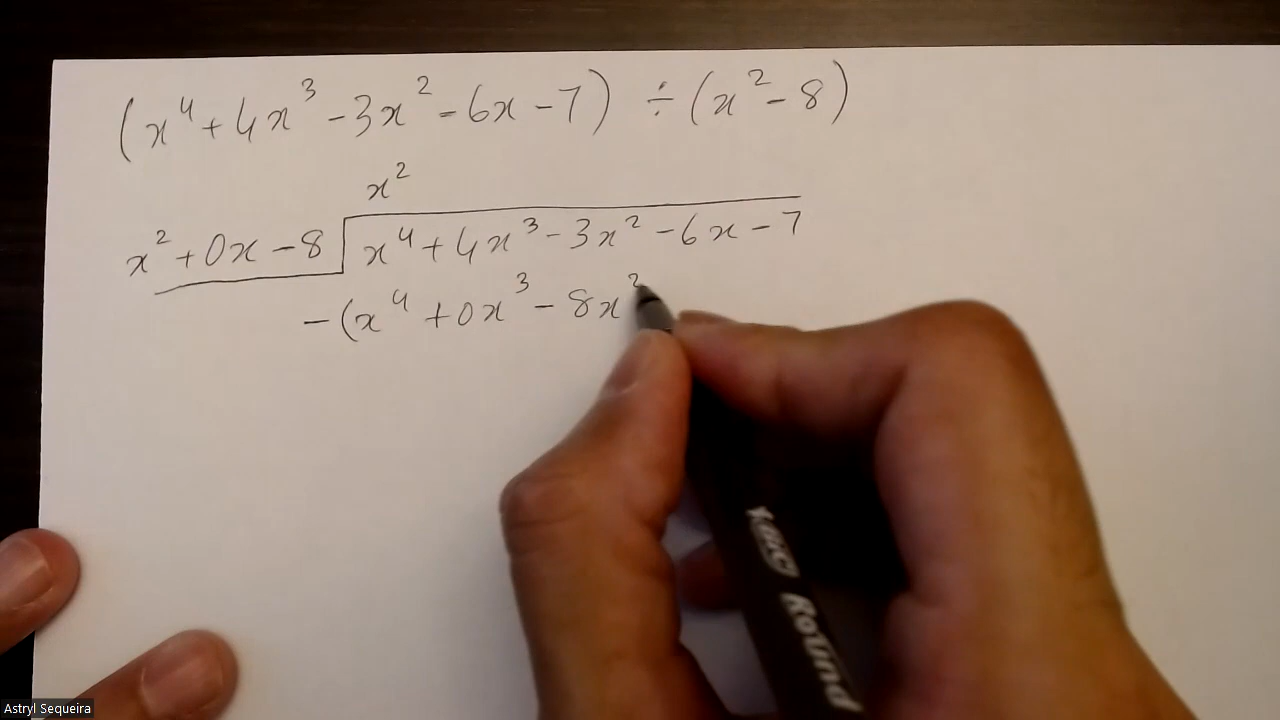 (x⁴ + 4x³ - 3x² - 6x - 7) ÷ (x² - 8)
x²
x² + 0x - 8 x⁴ + 4x³ - 3x² - 6x - 7
- (x⁴ + 0x³ - 8x²
BIC Round
Astryl Sequeira